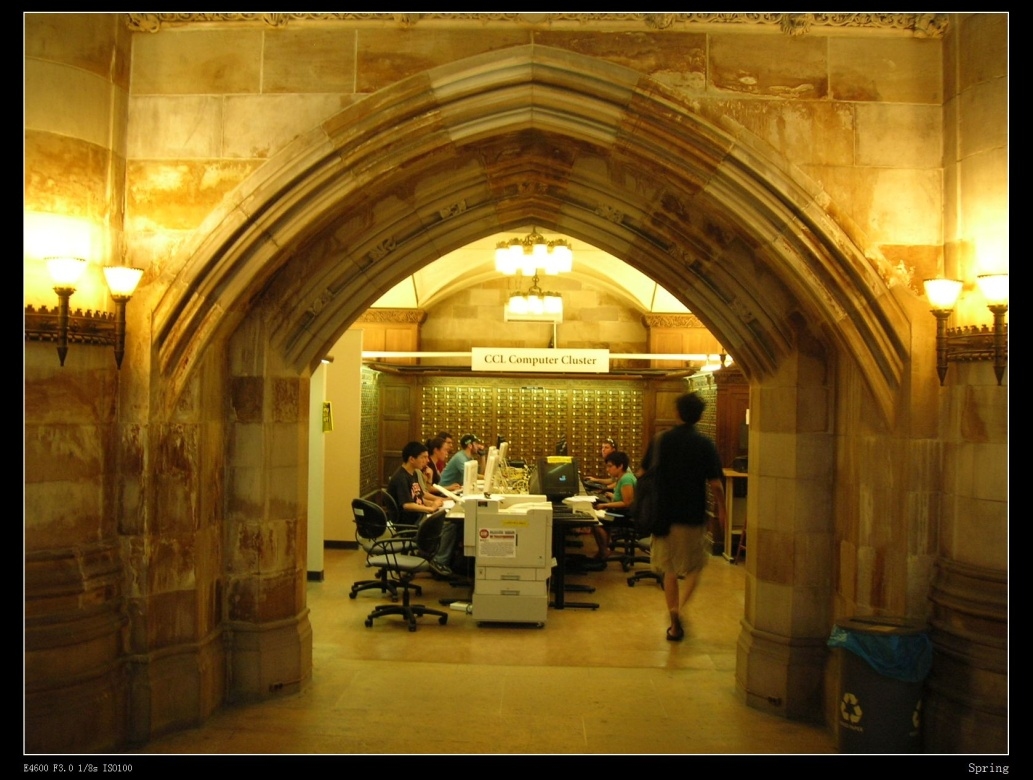 CCL Computer Cluster
E4600 F3.0 1/8s ISO100
Spring